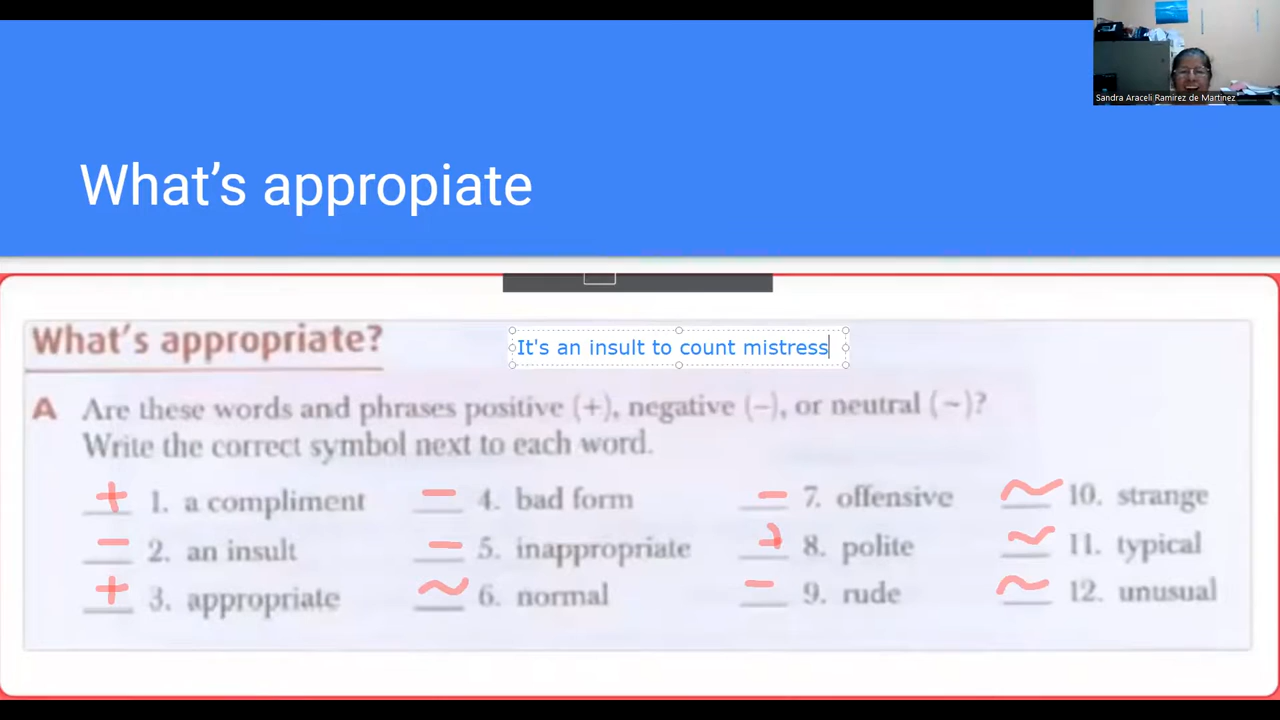 Sandra Araceli Ramirez de Martinez
What's appropiate
What's appropriate?
It's an insult to count mistress
A Are these words and phrases positive (+), negative (–), or neutral (~)?
Write the correct symbol next to each word.
+ 1. a compliment
– 2. an insult
+ 3. appropriate
– 4. bad form
– 5. inappropriate
~ 6. normal
– 7. offensive
8. polite
– 9. rude
~ 10. strange
~ 11. typical
~ 12. unusual